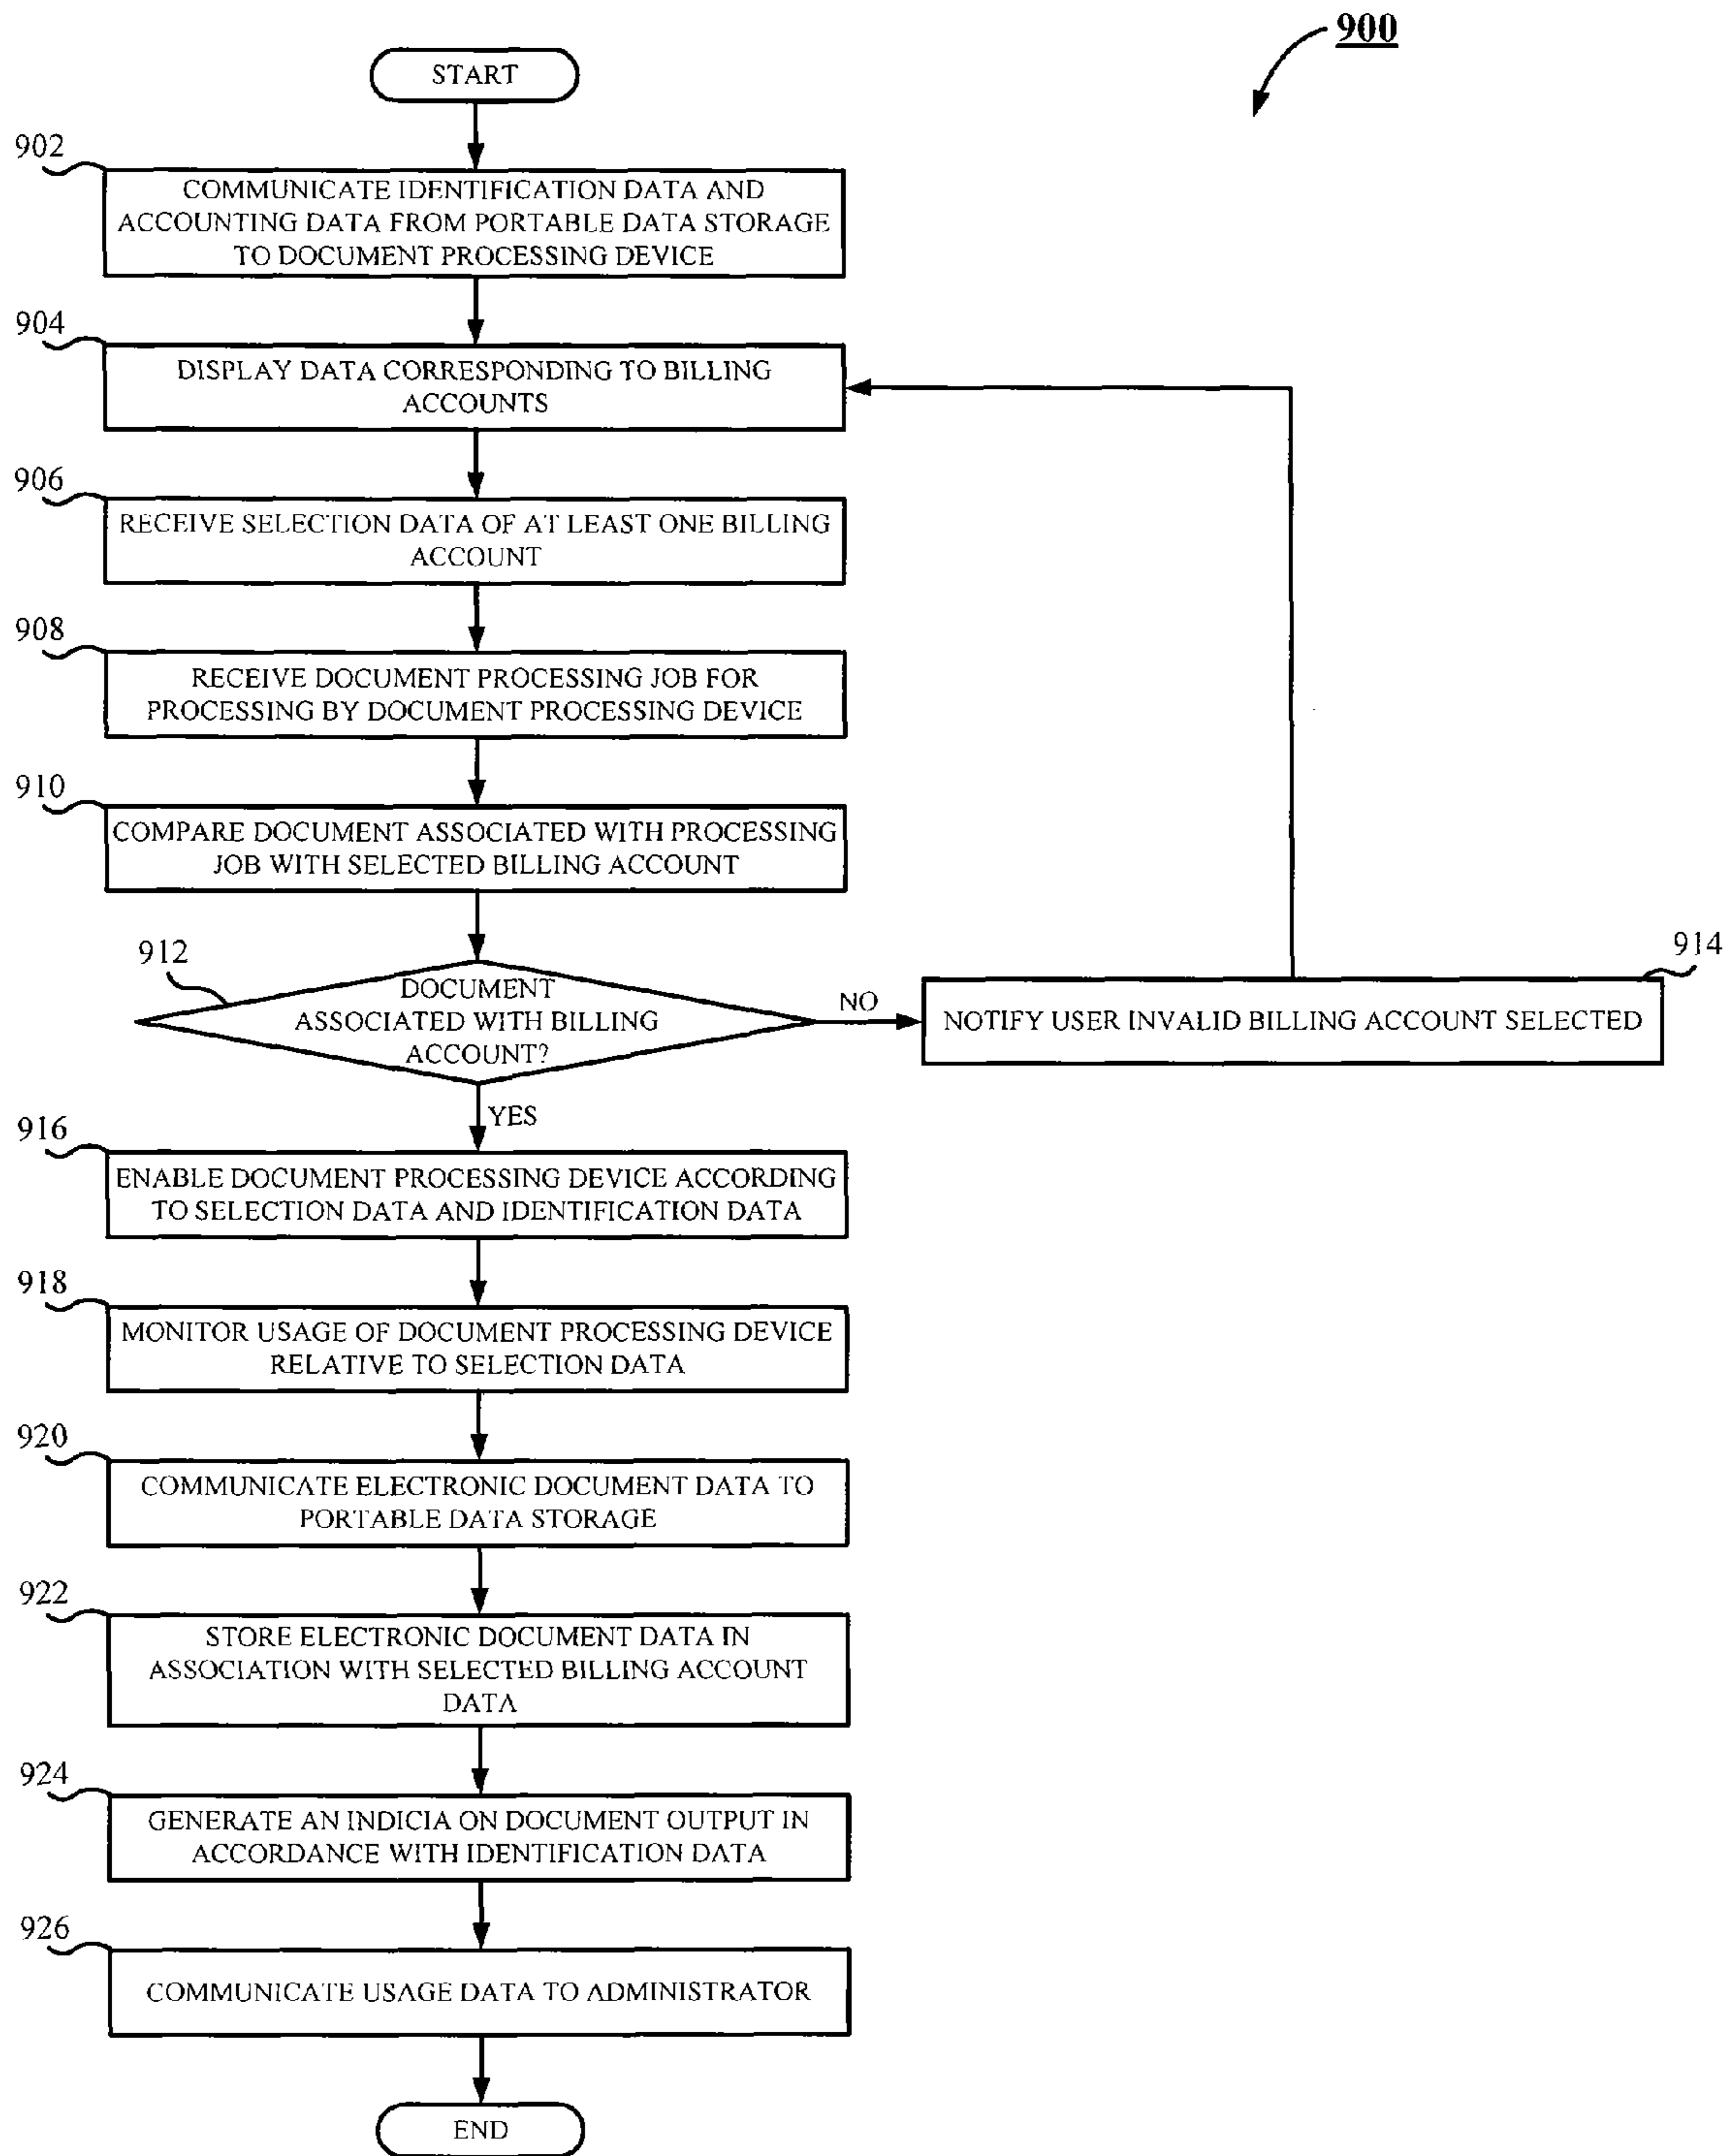 900
START
902
COMMUNICATE IDENTIFICATION DATA AND
ACCOUNTING DATA FROM PORTABLE DATA STORAGE
TO DOCUMENT PROCESSING DEVICE
904
DISPLAY DATA CORRESPONDING TO BILLING
ACCOUNTS
906
RECEIVE SELECTION DATA OF AT LEAST ONE BILLING
ACCOUNT
908
RECEIVE DOCUMENT PROCESSING JOB FOR
PROCESSING BY DOCUMENT PROCESSING DEVICE
910
COMPARE DOCUMENT ASSOCIATED WITH PROCESSING
JOB WITH SELECTED BILLING ACCOUNT
912
DOCUMENT
ASSOCIATED WITH BILLING
ACCOUNT?
NO
914
NOTIFY USER INVALID BILLING ACCOUNT SELECTED
YES
916
ENABLE DOCUMENT PROCESSING DEVICE ACCORDING
TO SELECTION DATA AND IDENTIFICATION DATA
918
MONITOR USAGE OF DOCUMENT PROCESSING DEVICE
RELATIVE TO SELECTION DATA
920
COMMUNICATE ELECTRONIC DOCUMENT DATA TO
PORTABLE DATA STORAGE
922
STORE ELECTRONIC DOCUMENT DATA IN
ASSOCIATION WITH SELECTED BILLING ACCOUNT
DATA
924
GENERATE AN INDICIA ON DOCUMENT OUTPUT IN
ACCORDANCE WITH IDENTIFICATION DATA
926
COMMUNICATE USAGE DATA TO ADMINISTRATOR
END